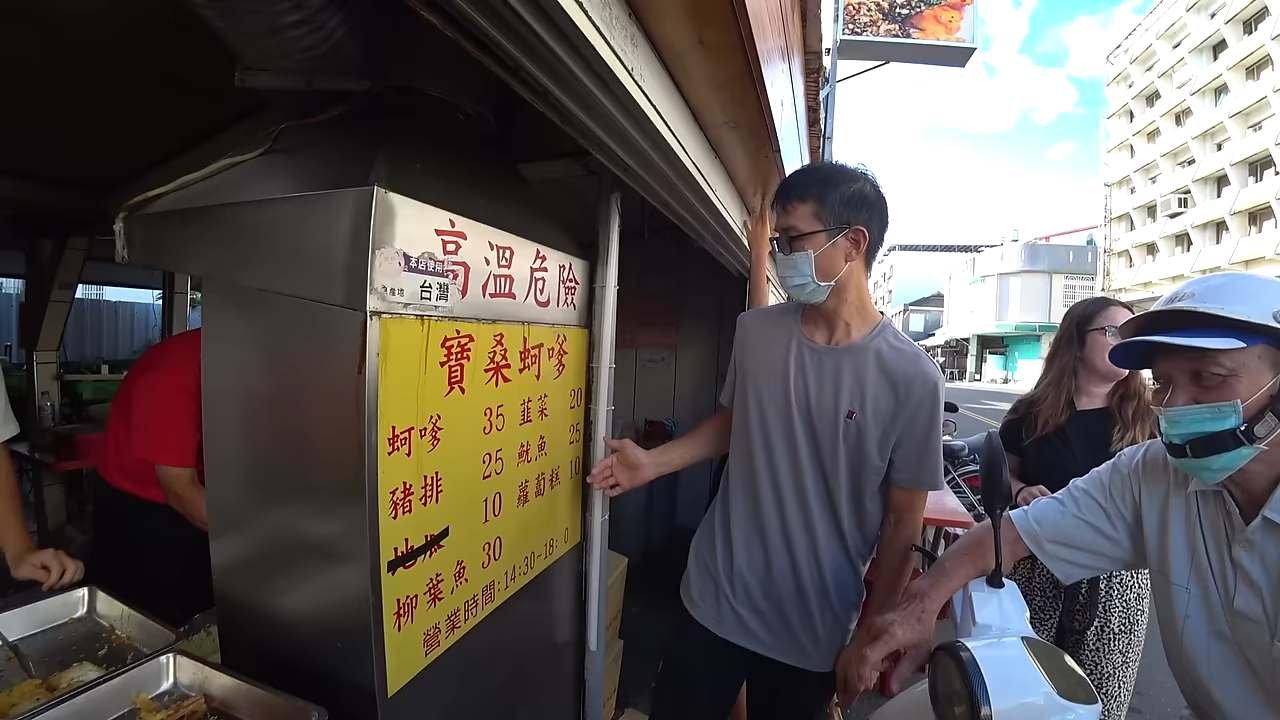 高溫危險
本店使用
產地
台灣
寶桑蚵嗲
蚵嗲 35 韮菜 20
豬排 25 魷魚 25
10 蘿蔔糕 10
柳葉魚 30
營業時間:14:30-18:0